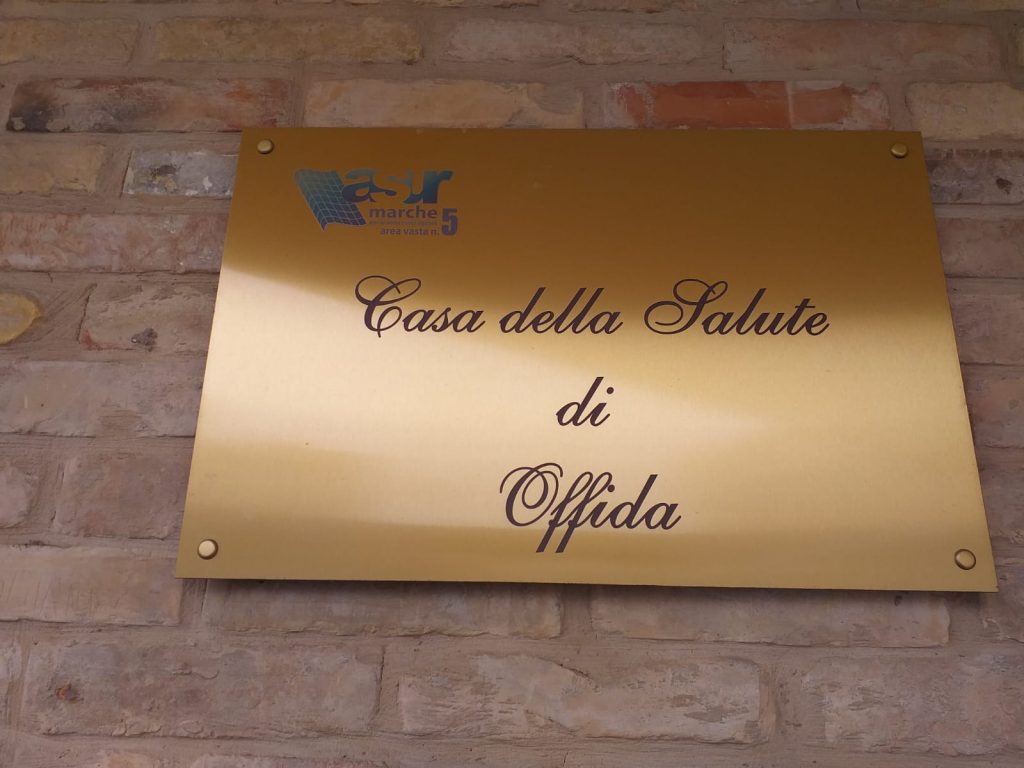 asur
marche
area vasta n. 5
Casa della Salute
di
Offida